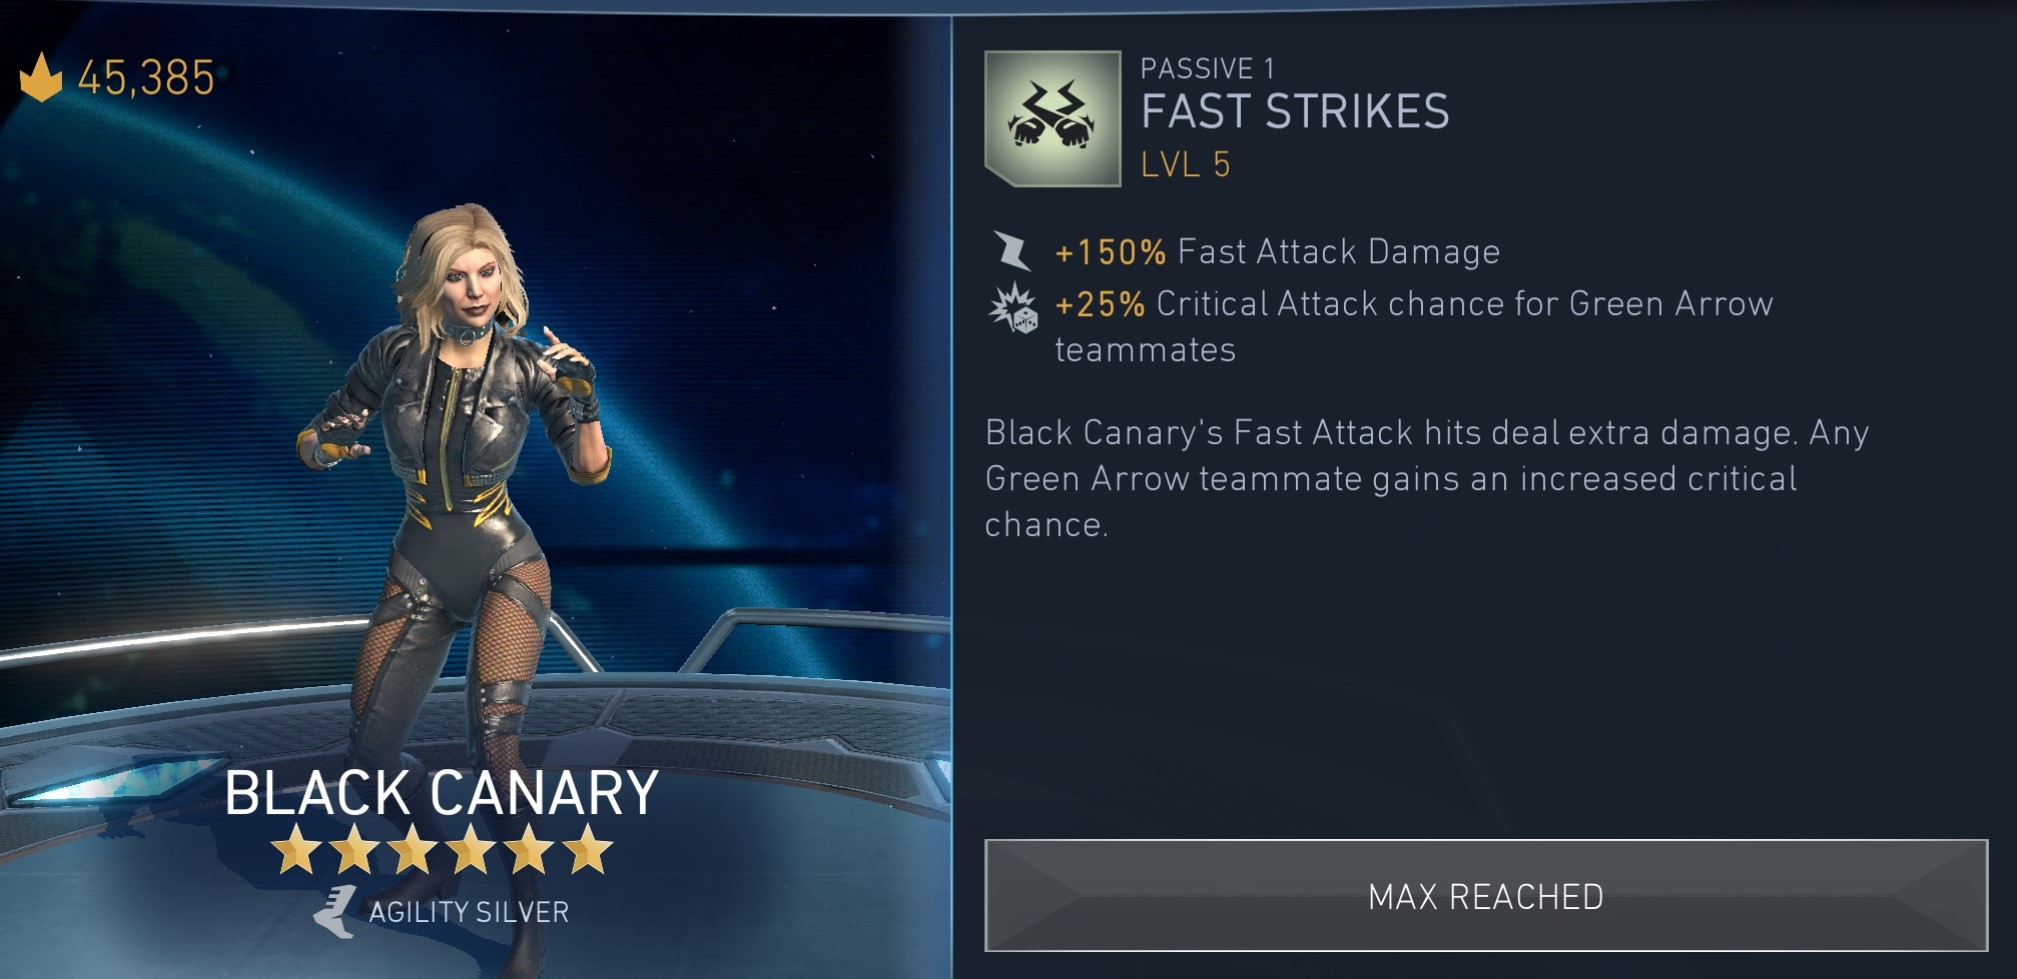 45,385
PASSIVE 1
FAST STRIKES
LVL 5
+150% Fast Attack Damage
+25% Critical Attack chance for Green Arrow
teammates
Black Canary's Fast Attack hits deal extra damage. Any
Green Arrow teammate gains an increased critical
chance.
BLACK CANARY
AGILITY SILVER
MAX REACHED